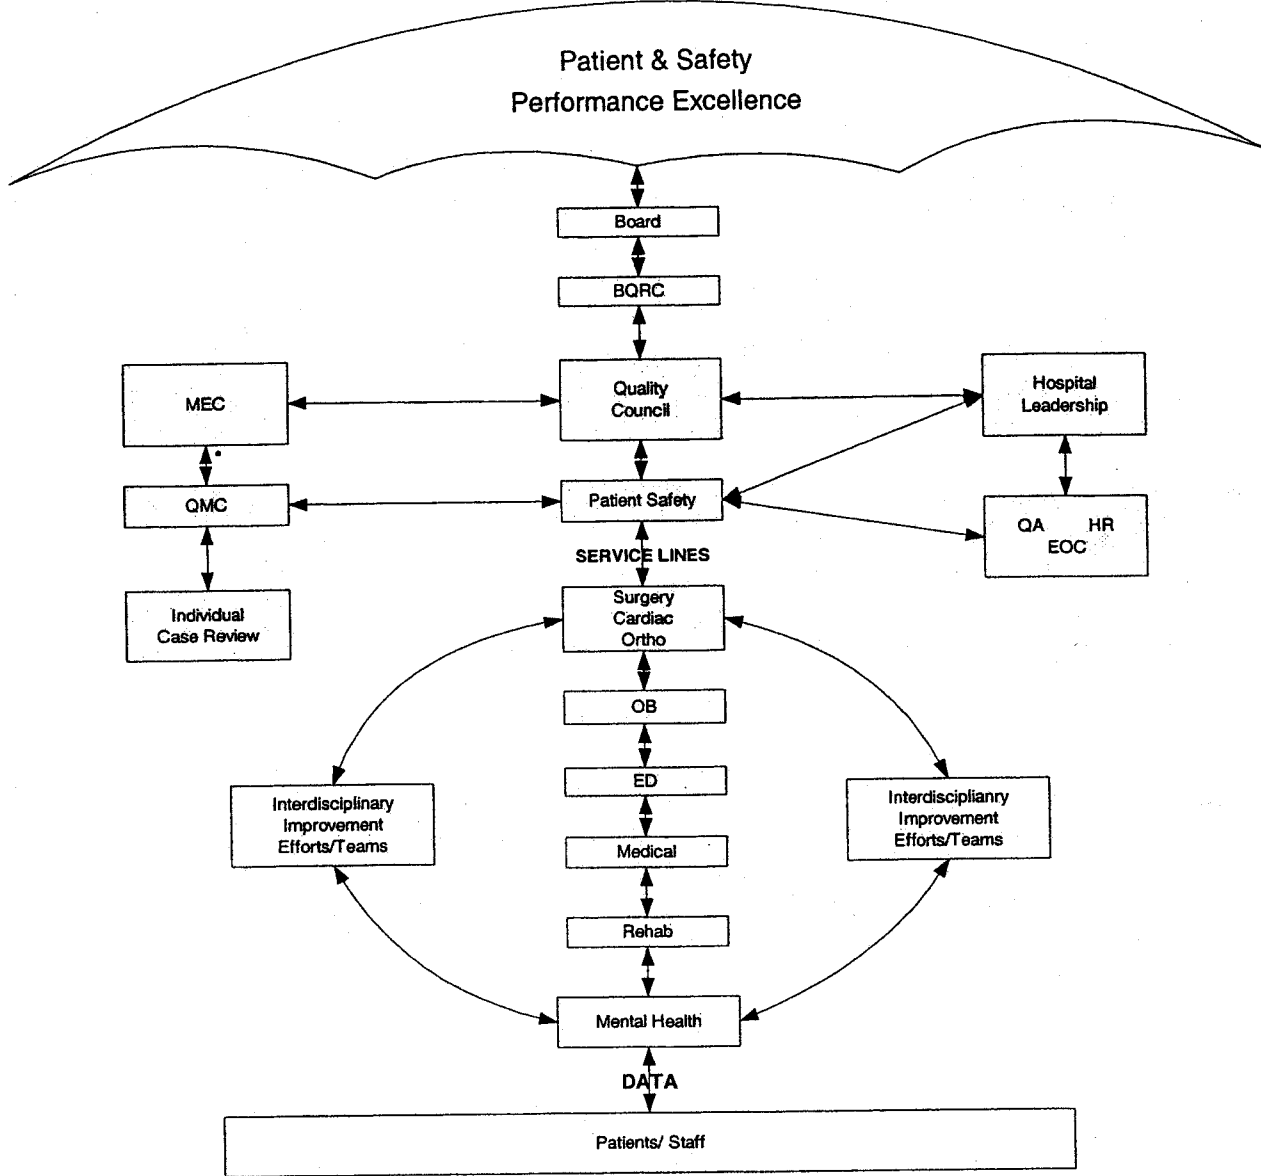 Patient & Safety
Performance Excellence
Board
BQRC
MEC
Quality
Council
Hospital
Leadership
QMC
Patient Safety
QA HR
EOC
SERVICE LINES
Individual
Case Review
Surgery
Cardiac
Ortho
OB
ED
Interdisciplinary
Improvement
Efforts/Teams
Interdisciplianry
Improvement
Efforts/Teams
Medical
Rehab
Mental Health
DATA
Patients/ Staff